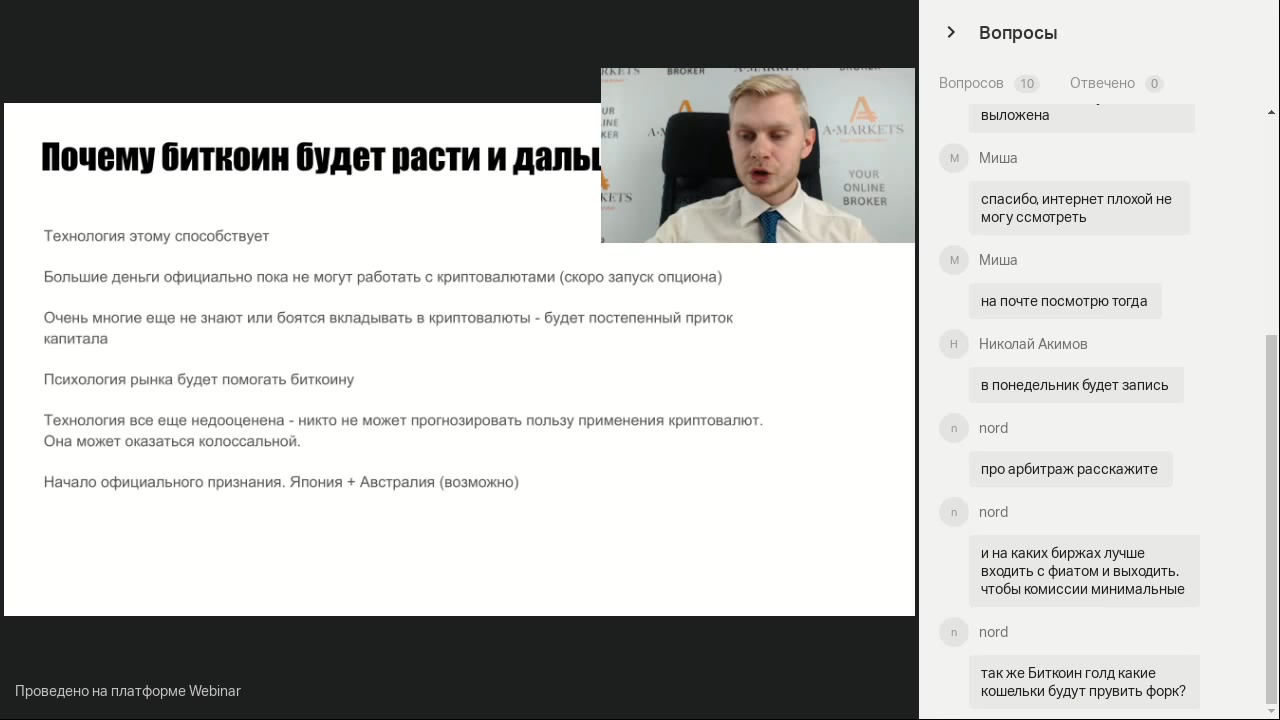 Почему биткоин будет расти и
Технология этому способствует
Большие деньги официально пока не могут работать с криптовалютами (скоро запуск опциона)
Очень многие еще не знают или боятся вкладывать в криптовалюты - будет постепенный приток
капитала
Психология рынка будет помогать биткоину
Технология все еще недооценена - никто не может прогнозировать пользу применения криптовалют.
Она может оказаться колоссальной.
Начало официального признания. Япония + Австралия (возможно)
BROKER
A-MARKETS
YOUR
ONLINE
BROKER
Проведено на платформе Webinar
Вопросы
Вопросов 10 Отвечено 0
выложена
М Миша
спасибо, интернет плохой не
могу ссмотреть
М Миша
на почте посмотрю тогда
Н Николай Акимов
в понедельник будет запись
n nord
про арбитраж расскажите
n nord
и на каких биржах лучше
входить с фиатом и выходить.
чтобы комиссии минимальные
n nord
так же Биткоин голд какие
кошельки будут прувить форк?